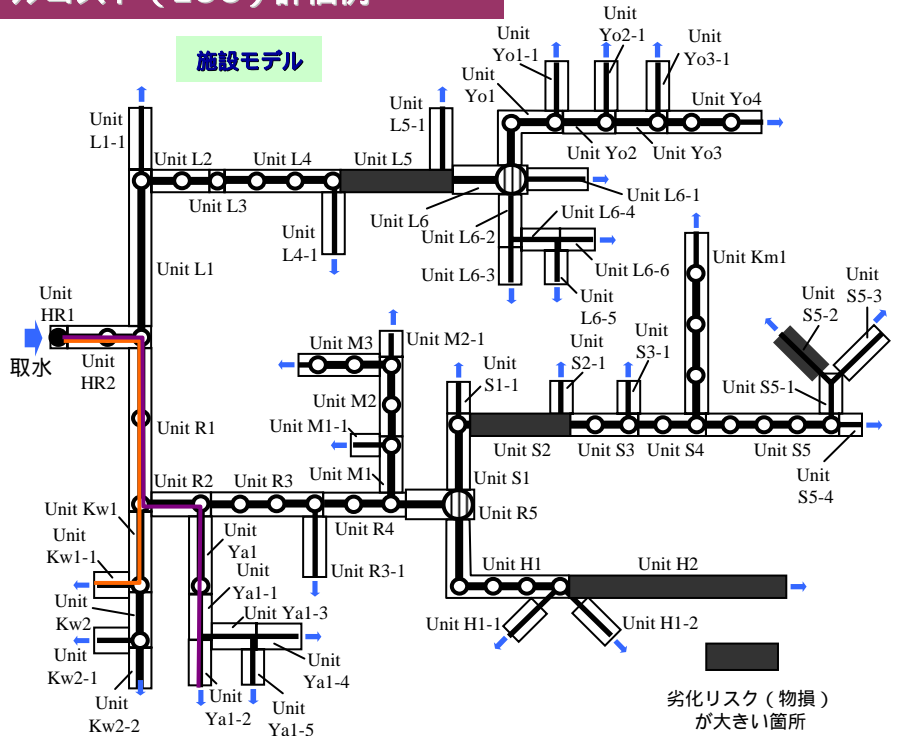 ルコスト（LCC）評価例
施設モデル
Unit
L1-1
Unit L2
Unit L3
Unit L4
Unit
L4-1
Unit L5
Unit
L5-1
Unit L6
Unit
Yo1
Unit
Yo1-1
Unit
Yo2-1
Unit
Yo3-1
Unit Yo4
Unit Yo2
Unit Yo3
Unit L6-1
Unit L6-4
Unit L6-2
Unit L6-3
Unit L6-6
Unit
L6-5
Unit L1
Unit
HR1
取水
Unit
HR2
Unit R1
Unit M3
Unit M2-1
Unit M2
Unit M1-1
Unit M1
Unit
S1-1
Unit
S2-1
Unit
S3-1
Unit Km1
Unit
S5-2
Unit
S5-3
Unit S5-1
Unit S2
Unit S3
Unit S4
Unit S5
Unit
S5-4
Unit S1
Unit R2
Unit R3
Unit R4
Unit R5
Unit Kw1
Unit
Kw1-1
Unit
Kw2
Unit
Kw2-1
Unit
Kw2-2
Unit
Ya1
Unit
Ya1-1
Unit Ya1-3
Unit
Ya1-4
Unit
Ya1-2
Unit
Ya1-5
Unit R3-1
Unit H1
Unit H2
Unit H1-1
Unit H1-2
劣化リスク（物損）
が大きい箇所